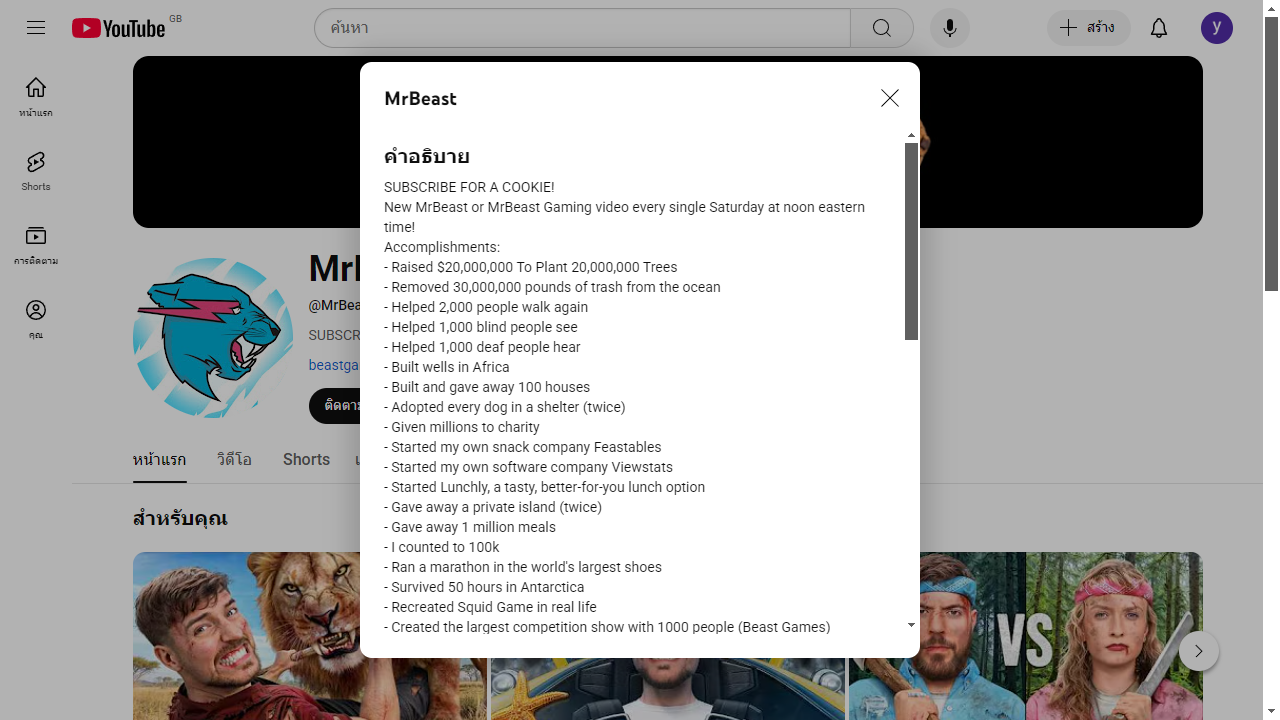 YouTube GB
ค้นหา
สร้าง
y
หน้าแรก
Shorts
การติดตาม
คุณ
MrBeast
คำอธิบาย
SUBSCRIBE FOR A COOKIE!
New MrBeast or MrBeast Gaming video every single Saturday at noon eastern
time!
Accomplishments:
- Raised $20,000,000 To Plant 20,000,000 Trees
- Removed 30,000,000 pounds of trash from the ocean
- Helped 2,000 people walk again
- Helped 1,000 blind people see
- Helped 1,000 deaf people hear
- Built wells in Africa
- Built and gave away 100 houses
- Adopted every dog in a shelter (twice)
- Given millions to charity
- Started my own snack company Feastables
- Started my own software company Viewstats
- Started Lunchly, a tasty, better-for-you lunch option
- Gave away a private island (twice)
- Gave away 1 million meals
- I counted to 100k
- Ran a marathon in the world's largest shoes
- Survived 50 hours in Antarctica
- Recreated Squid Game in real life
- Created the largest competition show with 1000 people (Beast Games)
หน้าแรก วิดีโอ Shorts
สำหรับคุณ
VS